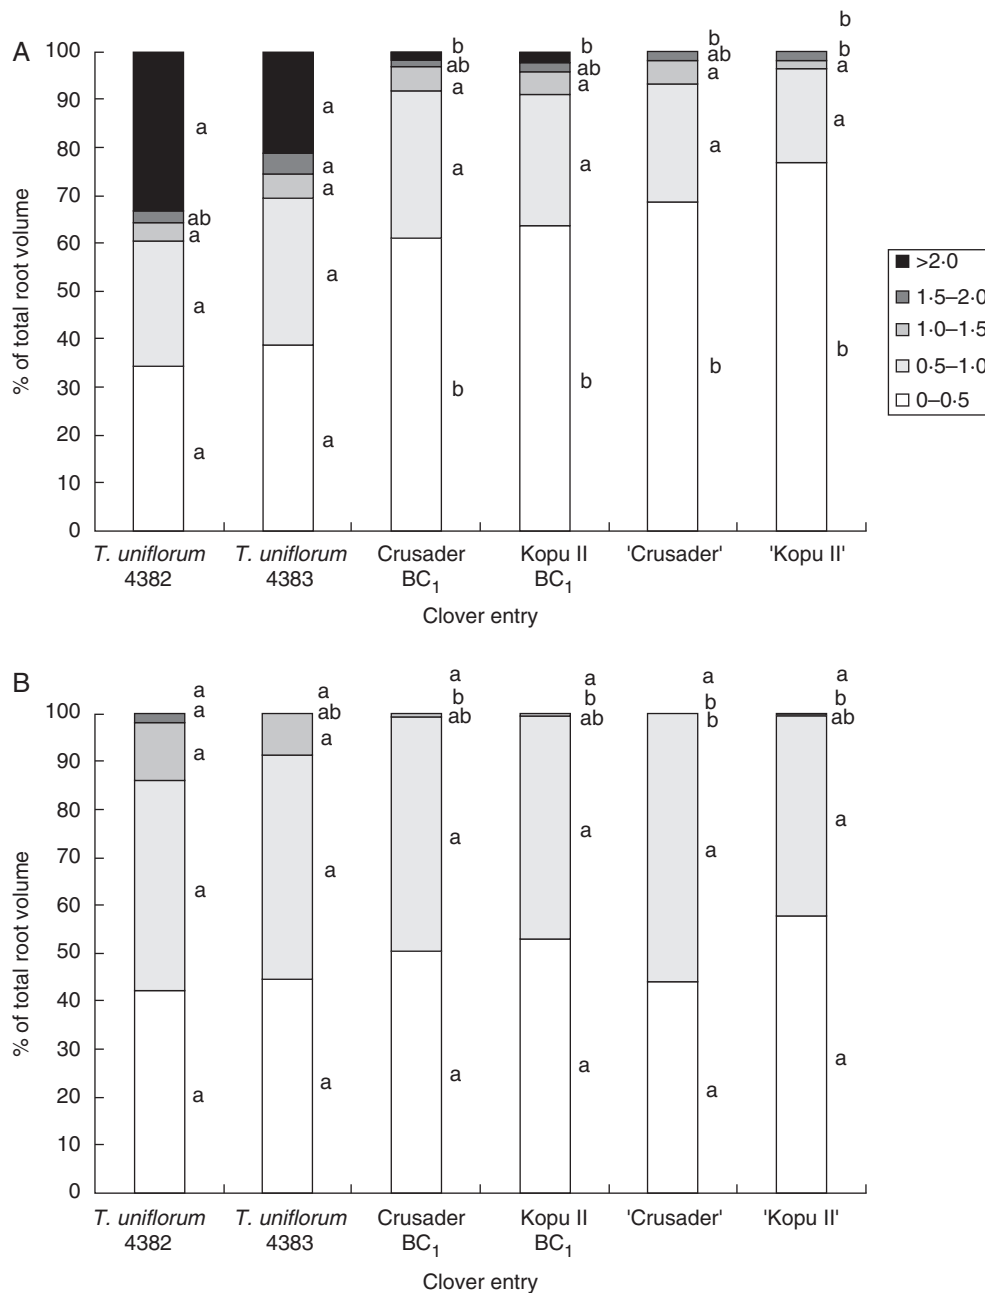 A
% of total root volume
100
90
80
70
60
50
40
30
20
10
0
a
ab
a
a
a
a
a
a
a
a
b
ab
a
a
b
b
ab
a
a
b
b
ab
a
a
b
b
b
a
a
b
>2·0
1·5–2·0
1·0–1·5
0·5–1·0
0–0·5
T. uniflorum
4382
T. uniflorum
4383
Crusader
BC1
Kopu II
BC1
'Crusader'
'Kopu II'
Clover entry
B
% of total root volume
100
90
80
70
60
50
40
30
20
10
0
a
a
a
a
a
a
ab
a
a
a
a
b
ab
a
a
a
b
ab
a
a
a
b
b
a
a
a
b
ab
a
a
T. uniflorum
4382
T. uniflorum
4383
Crusader
BC1
Kopu II
BC1
'Crusader'
'Kopu II'
Clover entry